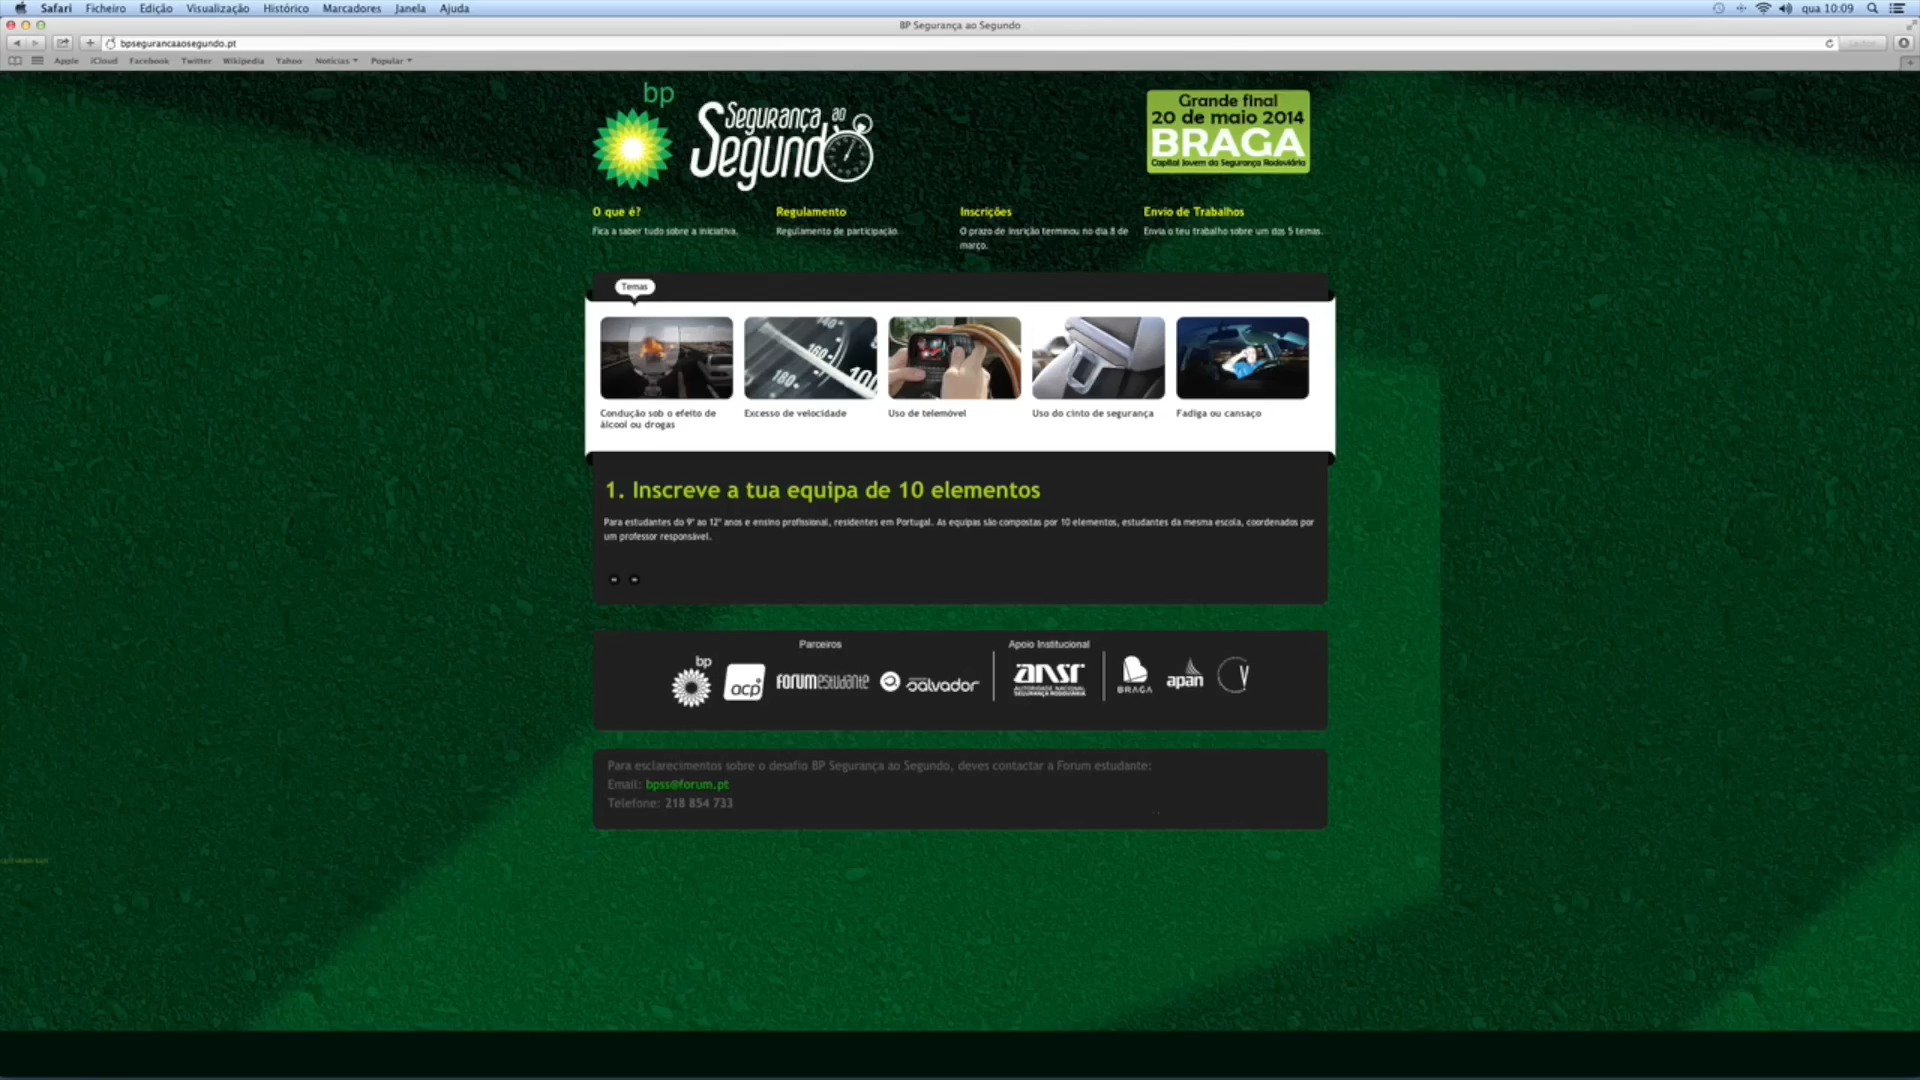 Safari Ficheiro Edição Visualização Histórico Marcadores Janela Ajuda qua 10:09
BP Segurança ao Segundo
bpsegurancaaosegundo.pt
Apple iCloud Facebook Twitter Wikipedia Yahoo Notícias Popular
bp
Segurança ao
Segundo
Grande final
20 de maio 2014
BRAGA
Capital Jovem da Segurança Rodoviária
O que é? Regulamento Inscrições Envio de Trabalhos
Fica a saber tudo sobre a iniciativa. Regulamento de participação. O prazo de insrição terminou no dia 8 de Envia o teu trabalho sobre um dos 5 temas.
março.
Temas
140
160
180 100
Condução sob o efeito de Excesso de velocidade Uso de telemóvel Uso do cinto de segurança Fadiga ou cansaço
álcool ou drogas
1. Inscreve a tua equipa de 10 elementos
Para estudantes do 9º ao 12º anos e ensino profissional, residentes em Portugal. As equipas são compostas por 10 elementos, estudantes da mesma escola, coordenados por
um professor responsável.
Parceiros Apoio Institucional
bp acp forumestudante salvador ansr BRAGA apan
AUTORIDADE NACIONAL
SEGURANÇA RODOVIÁRIA
Para esclarecimentos sobre o desafio BP Segurança ao Segundo, deves contactar a Forum estudante:
Email: bpss@forum.pt
Telefone: 218 854 733